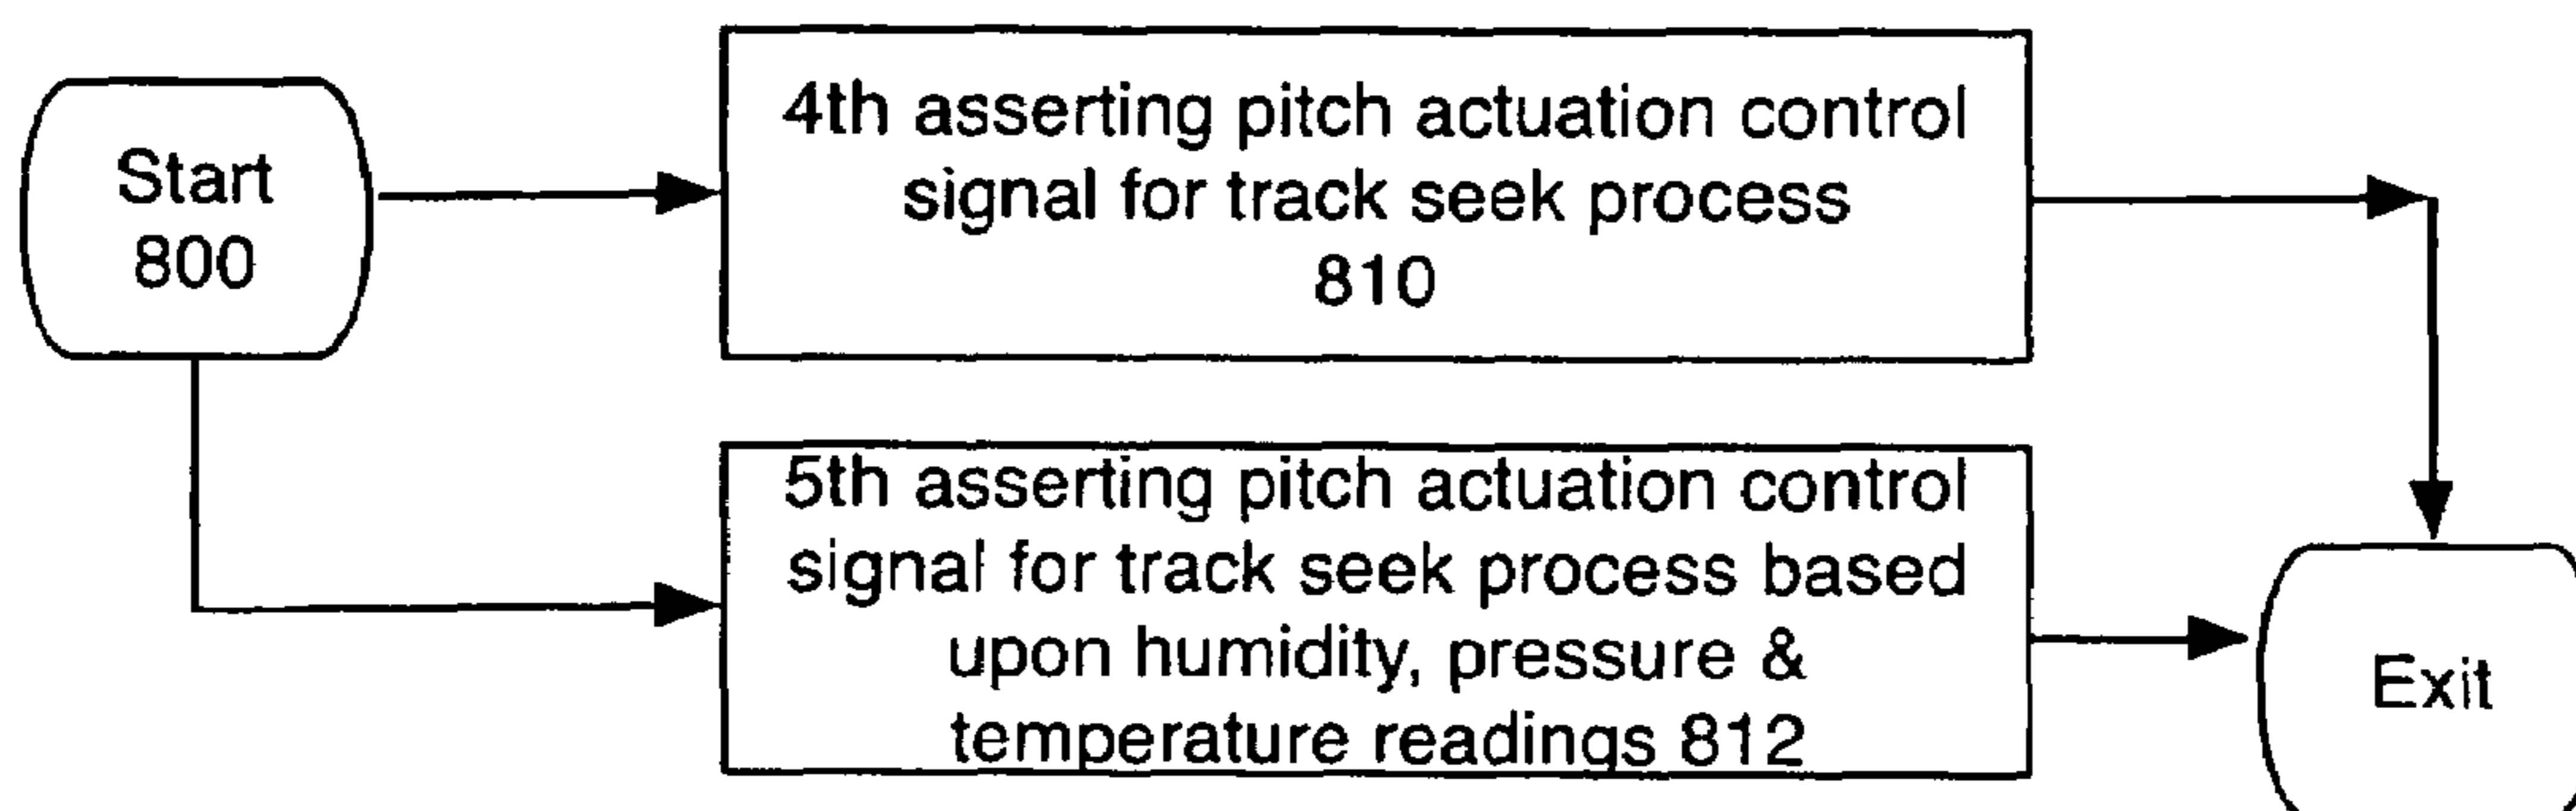 Start
800
4th asserting pitch actuation control
signal for track seek process
810
5th asserting pitch actuation control
signal for track seek process based
upon humidity, pressure &
temperature readings 812
Exit